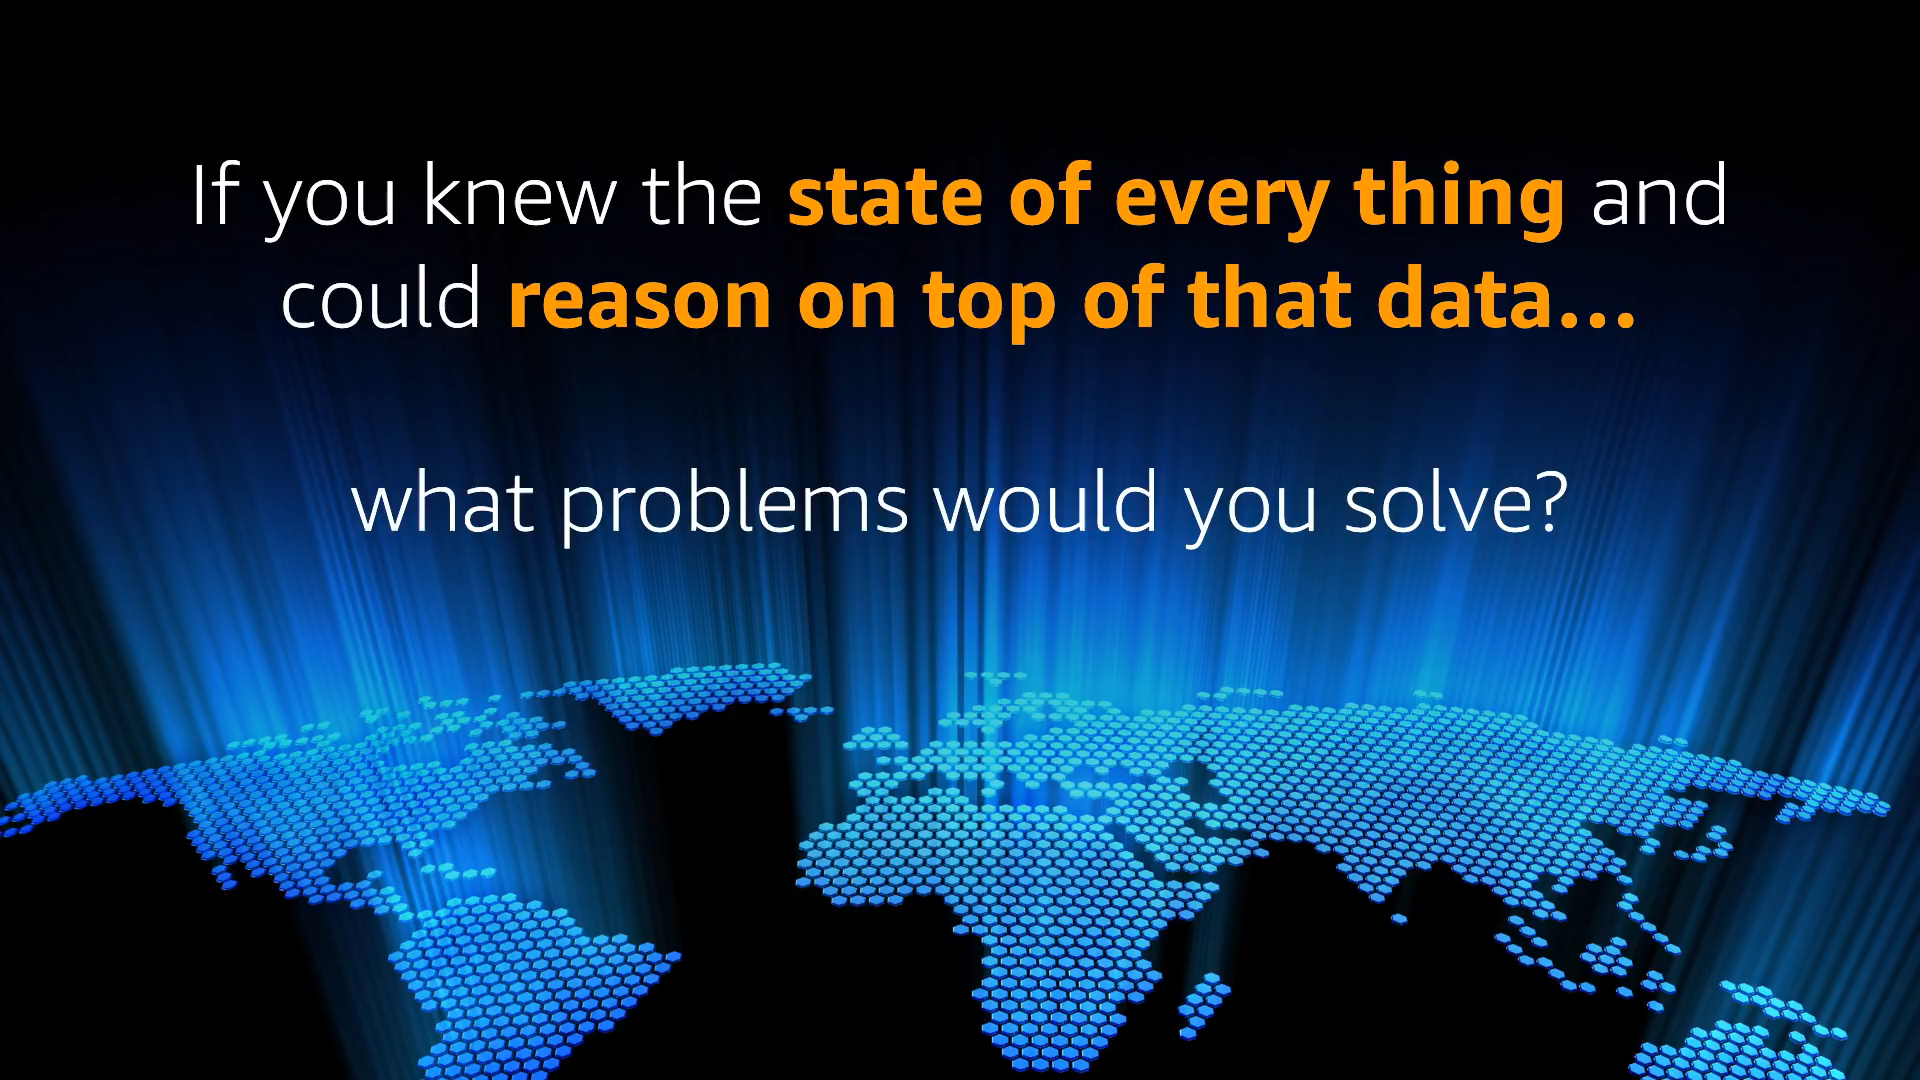 If you knew the state of every thing and
could reason on top of that data...
what problems would you solve?